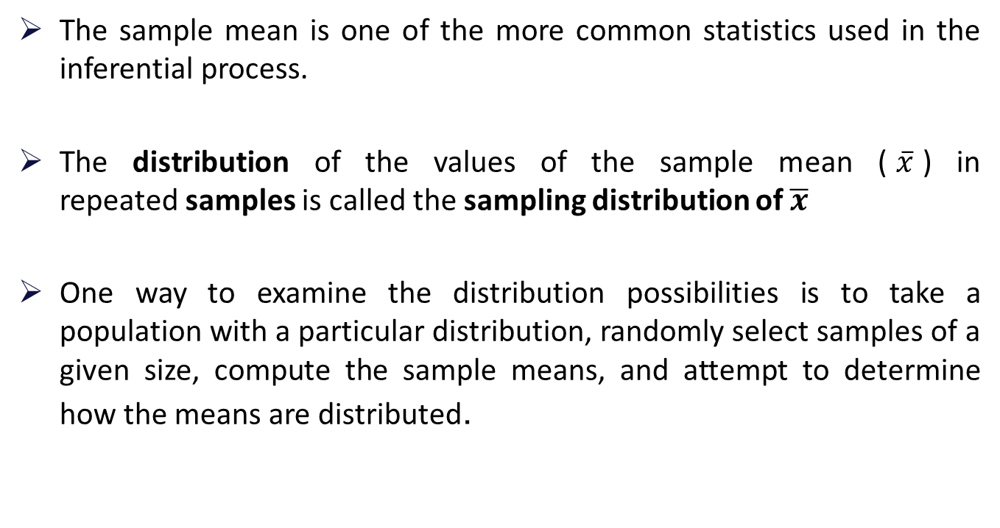 ➢ The sample mean is one of the more common statistics used in the
inferential process.
➢ The distribution of the values of the sample mean ( x̄ ) in
repeated samples is called the sampling distribution of x̄
➢ One way to examine the distribution possibilities is to take a
population with a particular distribution, randomly select samples of a
given size, compute the sample means, and attempt to determine
how the means are distributed.